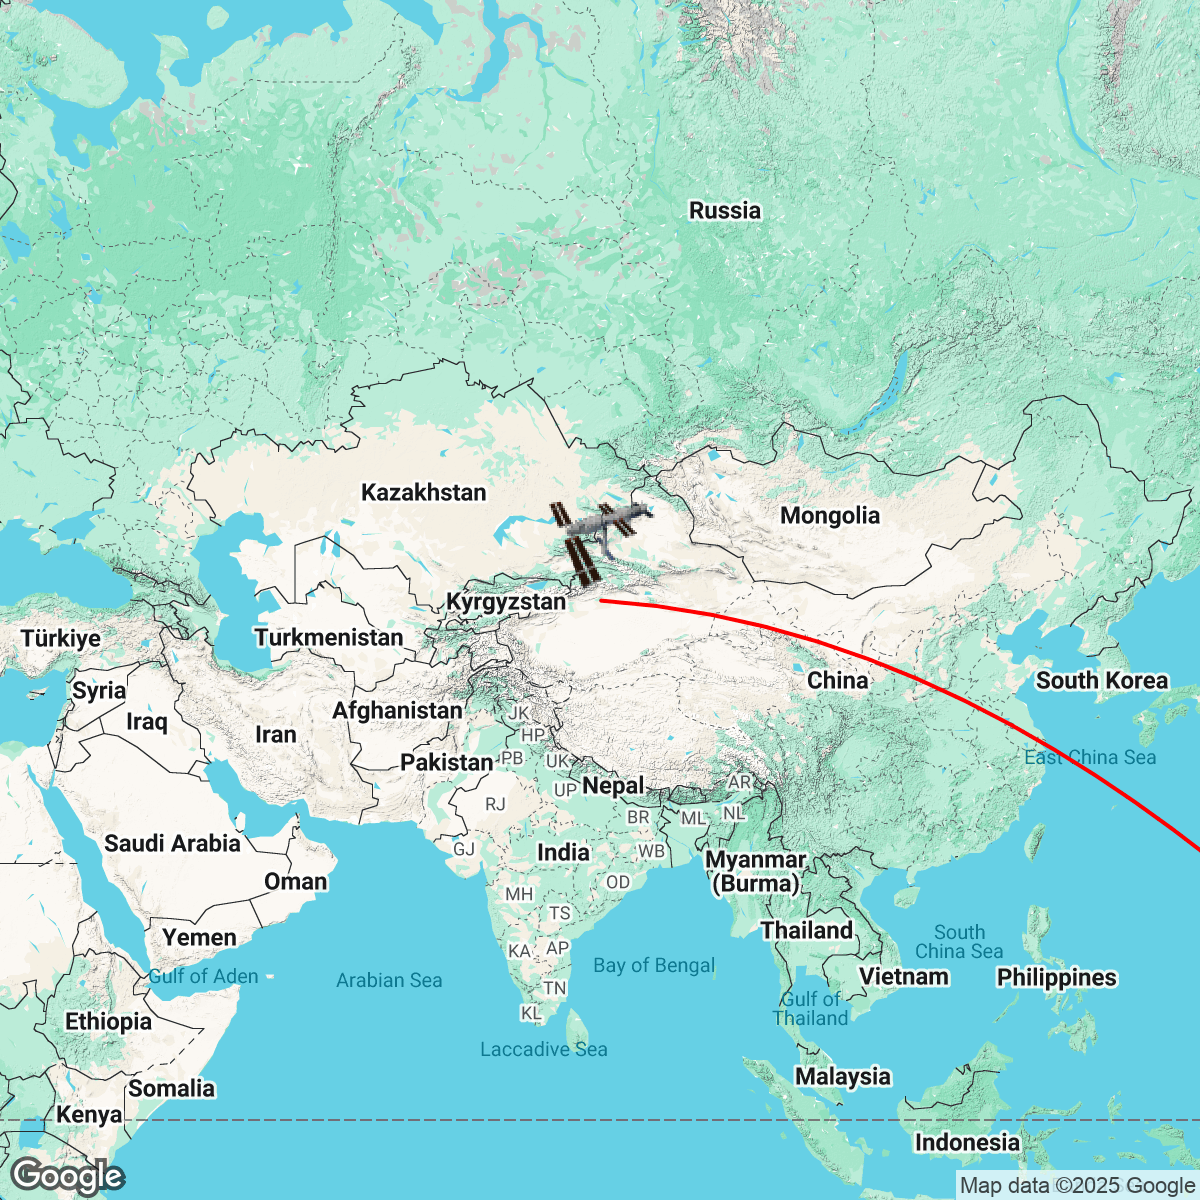 Russia
Kazakhstan
Mongolia
Kyrgyzstan
Türkiye
Turkmenistan
China
South Korea
Syria
Iraq
Iran
Afghanistan
JK
HP
East China Sea
Pakistan
PB
UK
Nepal
UP
AR
RJ
BR
ML
NL
Saudi Arabia
GJ
India
WB
Myanmar
(Burma)
Oman
OD
MH
TS
Yemen
Thailand
South
China Sea
KA
AP
Gulf of Aden
Arabian Sea
Bay of Bengal
Vietnam
Philippines
TN
Gulf of
Thailand
KL
Ethiopia
Laccadive Sea
Malaysia
Somalia
Kenya
Indonesia
Google
Map data ©2025 Google